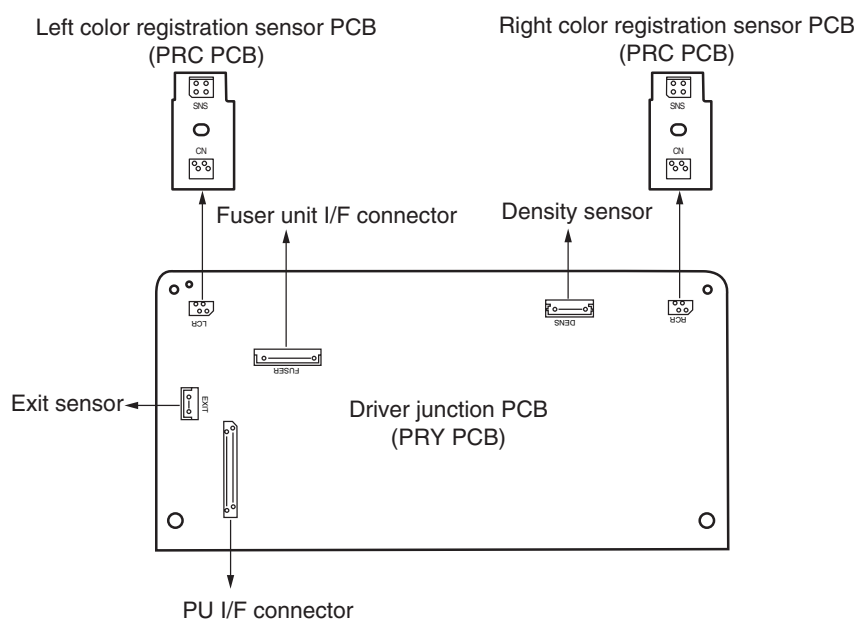 Left color registration sensor PCB
(PRC PCB)
Right color registration sensor PCB
(PRC PCB)
SNS
CN
SNS
CN
Fuser unit I/F connector
Density sensor
LCR
DENS
RCR
FUSER
Exit sensor
EXIT
Driver junction PCB
(PRY PCB)
PU I/F connector